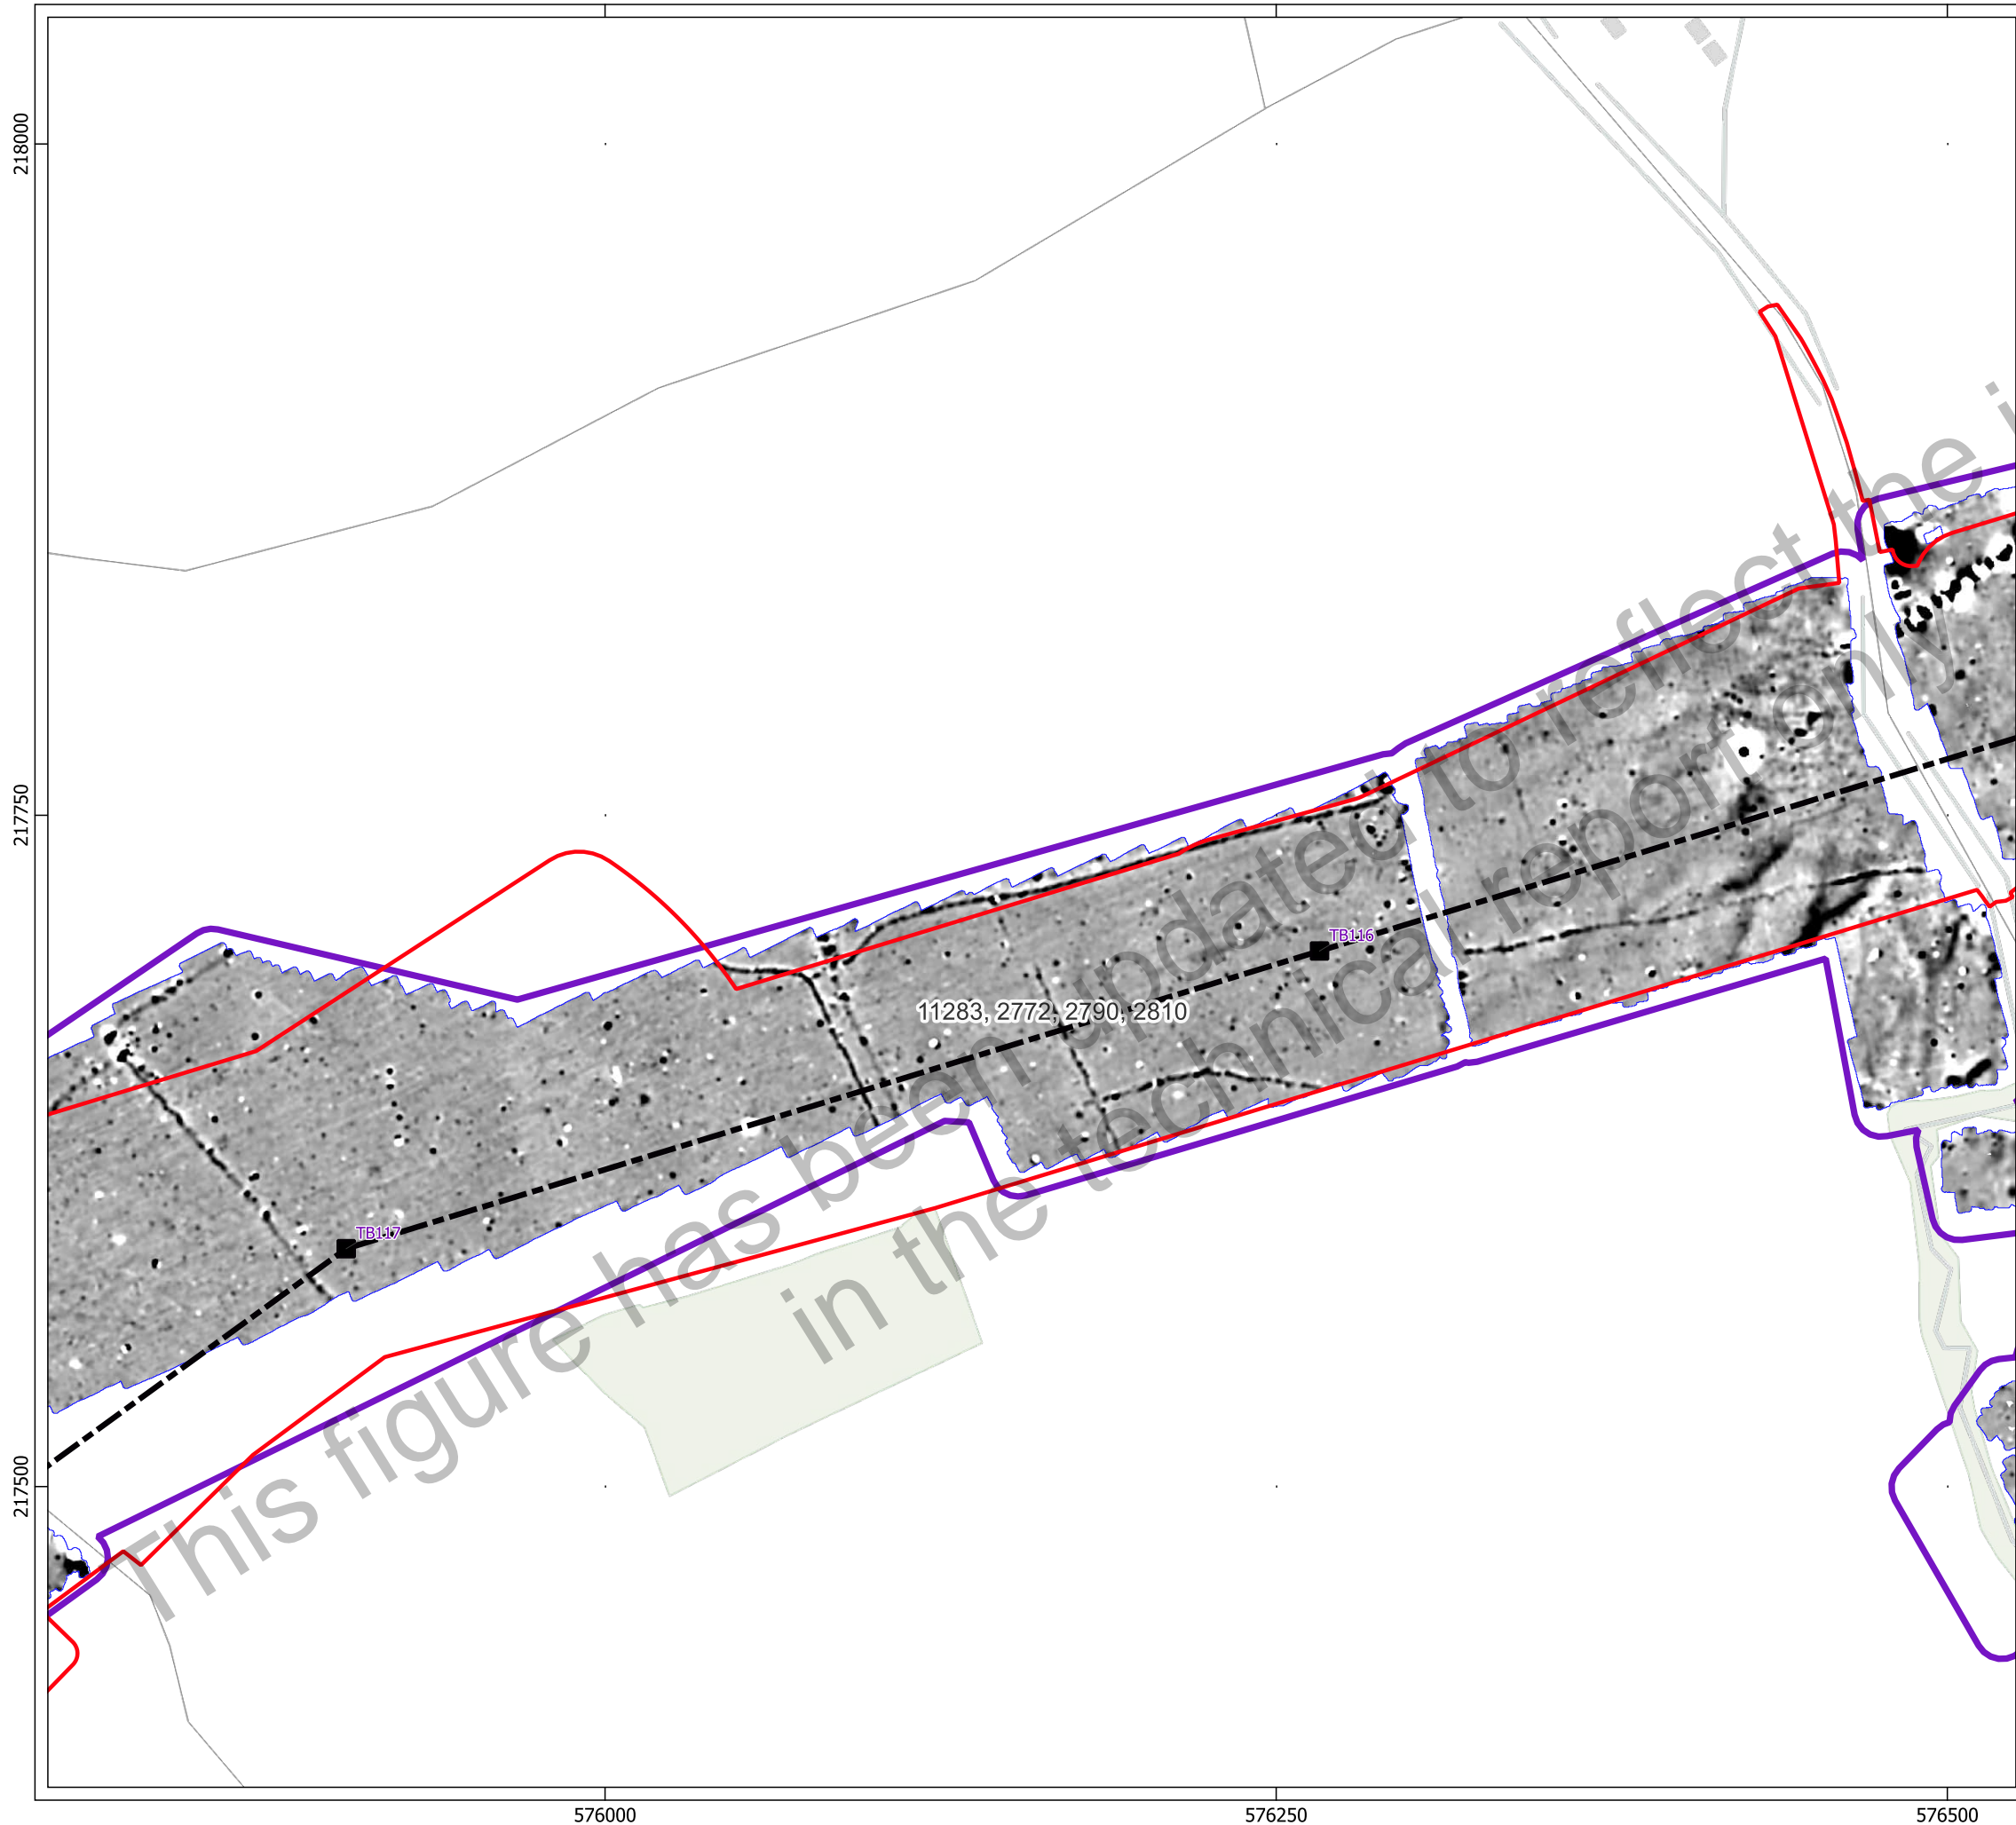 218000
217750
217500
576000
576250
576500
TB116
11283, 2772, 2790, 2810
TB117
This figure has been updated to reflect the i
in the technical report only